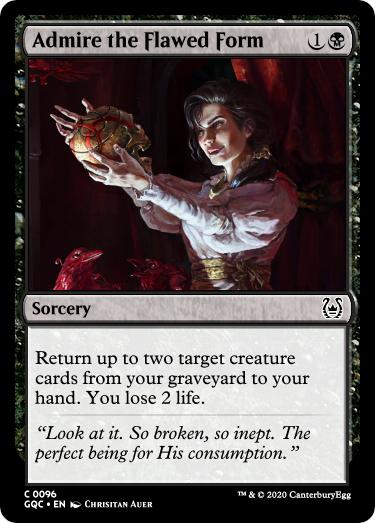 Admire the Flawed Form 1
Sorcery
Return up to two target creature
cards from your graveyard to your
hand. You lose 2 life.
“Look at it. So broken, so inept. The
perfect being for His consumption.”
C 0096
GQC • EN Chrisitan Auer
™ & © 2020 CanterburyEgg